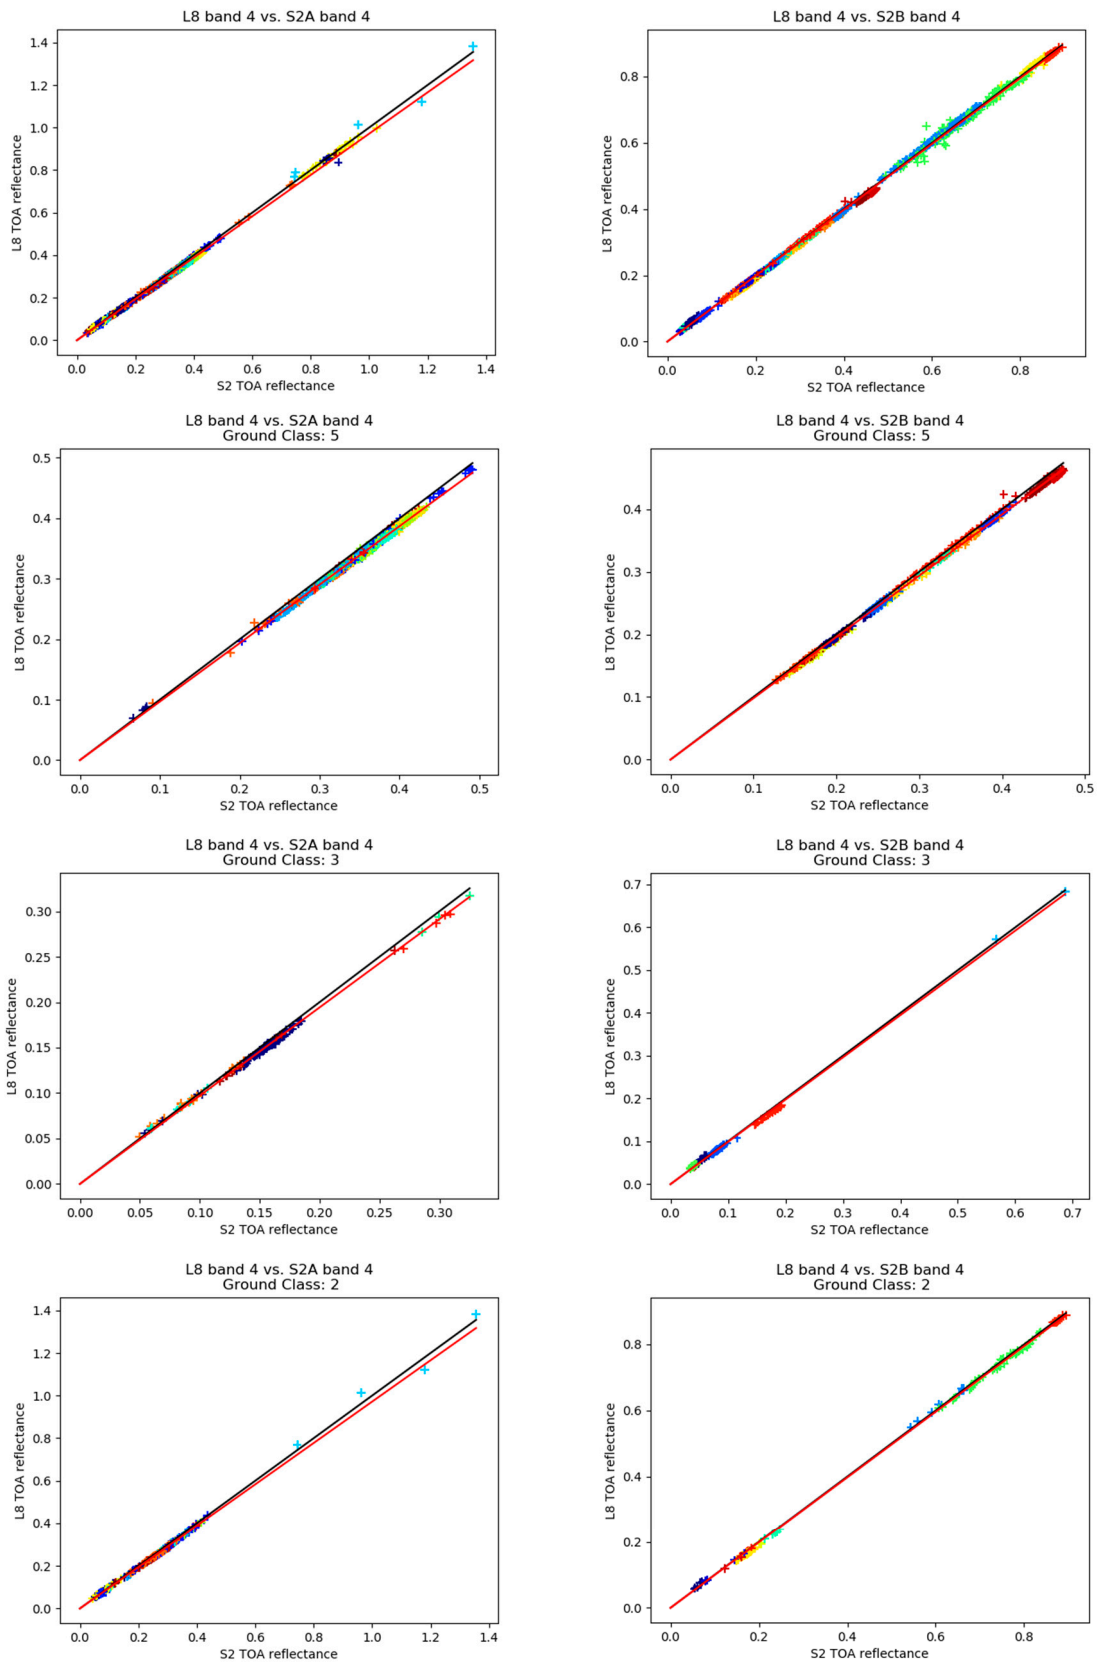 L8 band 4 vs. S2A band 4
1.4
1.2
1.0
0.8
0.6
0.4
0.2
0.0
L8 TOA reflectance
0.0 0.2 0.4 0.6 0.8 1.0 1.2 1.4
S2 TOA reflectance
L8 band 4 vs. S2B band 4
0.8
0.6
0.4
0.2
0.0
L8 TOA reflectance
0.0 0.2 0.4 0.6 0.8
S2 TOA reflectance
L8 band 4 vs. S2A band 4
Ground Class: 5
0.5
0.4
0.3
0.2
0.1
0.0
L8 TOA reflectance
0.0 0.1 0.2 0.3 0.4 0.5
S2 TOA reflectance
L8 band 4 vs. S2B band 4
Ground Class: 5
0.4
0.3
0.2
0.1
0.0
L8 TOA reflectance
0.0 0.1 0.2 0.3 0.4 0.5
S2 TOA reflectance
L8 band 4 vs. S2A band 4
Ground Class: 3
0.30
0.25
0.20
0.15
0.10
0.05
0.00
L8 TOA reflectance
0.00 0.05 0.10 0.15 0.20 0.25 0.30
S2 TOA reflectance
L8 band 4 vs. S2B band 4
Ground Class: 3
0.7
0.6
0.5
0.4
0.3
0.2
0.1
0.0
L8 TOA reflectance
0.0 0.1 0.2 0.3 0.4 0.5 0.6 0.7
S2 TOA reflectance
L8 band 4 vs. S2A band 4
Ground Class: 2
1.4
1.2
1.0
0.8
0.6
0.4
0.2
0.0
L8 TOA reflectance
0.0 0.2 0.4 0.6 0.8 1.0 1.2 1.4
S2 TOA reflectance
L8 band 4 vs. S2B band 4
Ground Class: 2
0.8
0.6
0.4
0.2
0.0
L8 TOA reflectance
0.0 0.2 0.4 0.6 0.8
S2 TOA reflectance